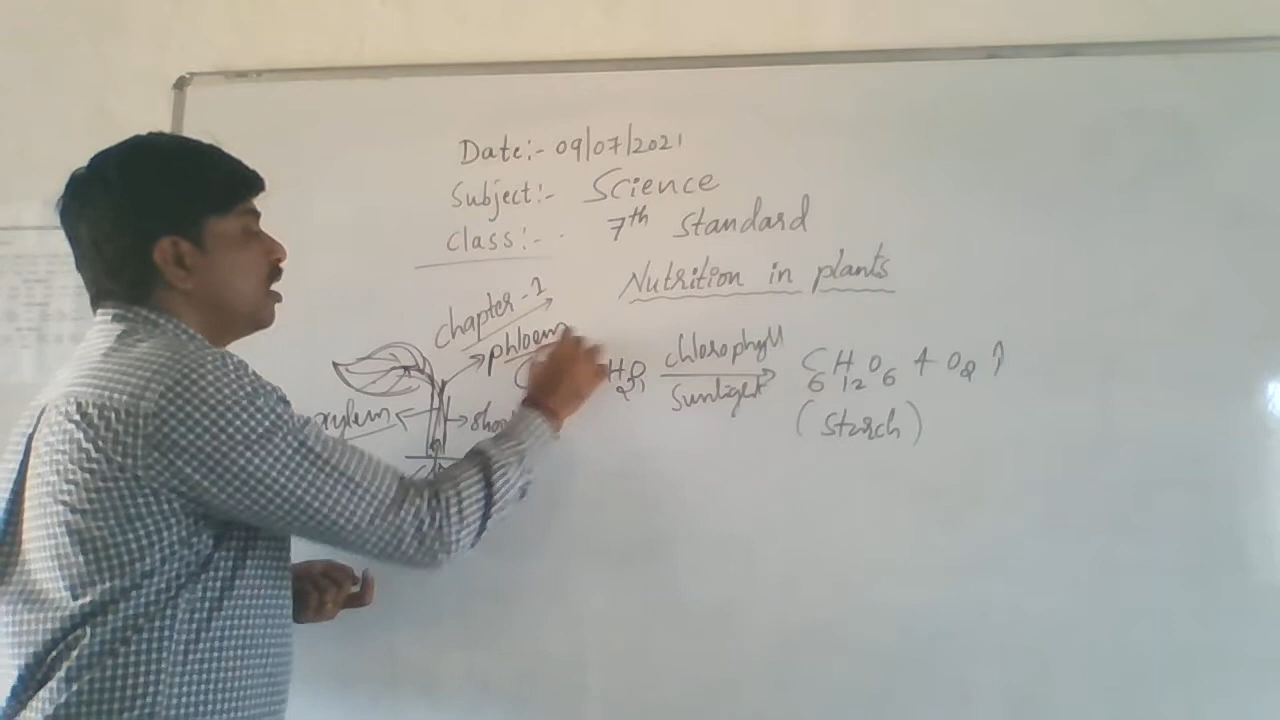 Date:- 09/07/2021
Subject:- Science
Class:- 7th Standard
Chapter-1 Nutrition in plants
phloem
xylem
H2O chlorophyll C6H12O6 + O2 ↑
Sunlight
(Starch)